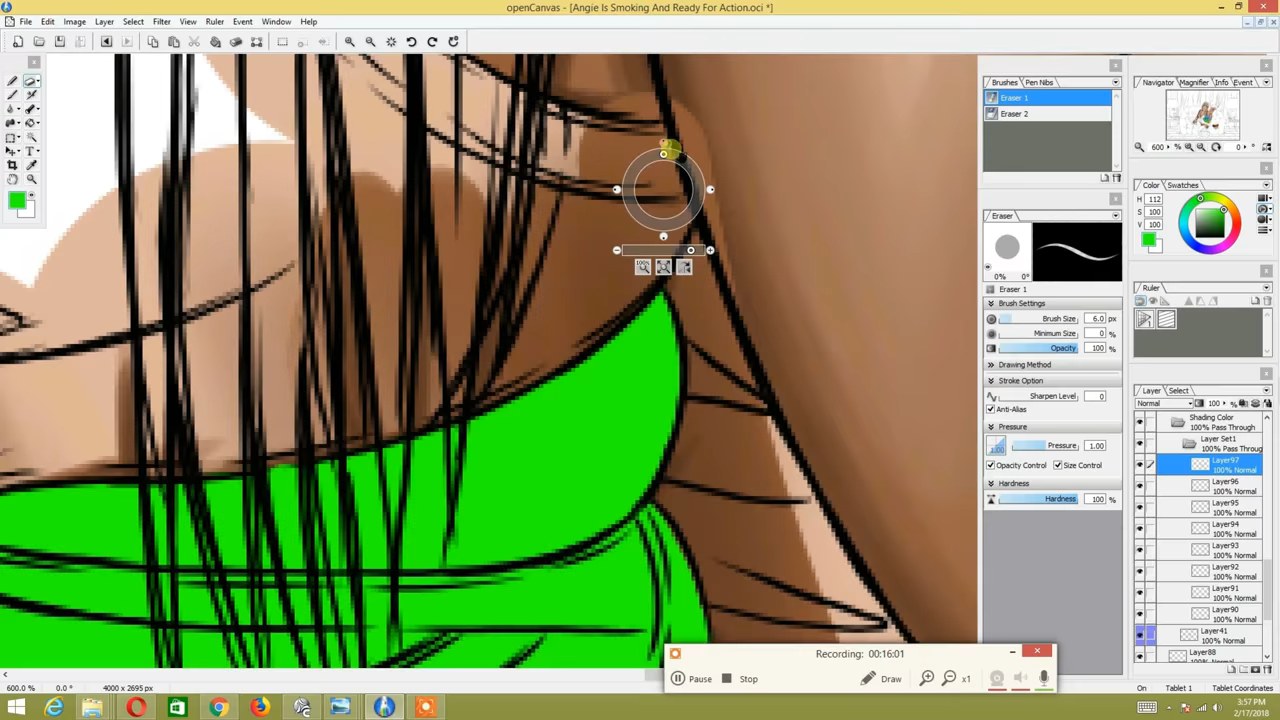 openCanvas - [Angie Is Smoking And Ready For Action.oci *]
File Edit Image Layer Select Filter View Ruler Event Window Help
Brushes Pen Nibs
Eraser 1
Eraser 2
Eraser
0% 0°
Eraser 1
Brush Settings
Brush Size 6.0 px
Minimum Size 0 %
Opacity 100 %
Drawing Method
Stroke Option
Sharpen Level 0
Anti-Alias
Pressure
Pressure 1.00
Opacity Control Size Control
Hardness
Hardness 100 %
Navigator Magnifier Info Event
600 % 0 °
Color Swatches
H 112
S 100
V 100
Ruler
Layer Select
Normal 100 %
Shading Color
100% Pass Through
Layer Set1
100% Pass Throug
Layer97
100% Normal
Layer96
100% Normal
Layer95
100% Normal
Layer94
100% Normal
Layer93
100% Normal
Layer92
100% Normal
Layer91
100% Normal
Layer90
100% Normal
Layer41
100% Normal
Layer88
100%
Recording: 00:16:01
Pause Stop Draw x1
600.0 % 0.0 ° 4000 x 2695 px
On Tablet 1 Tablet Coordinates
3:57 PM
2/17/2018